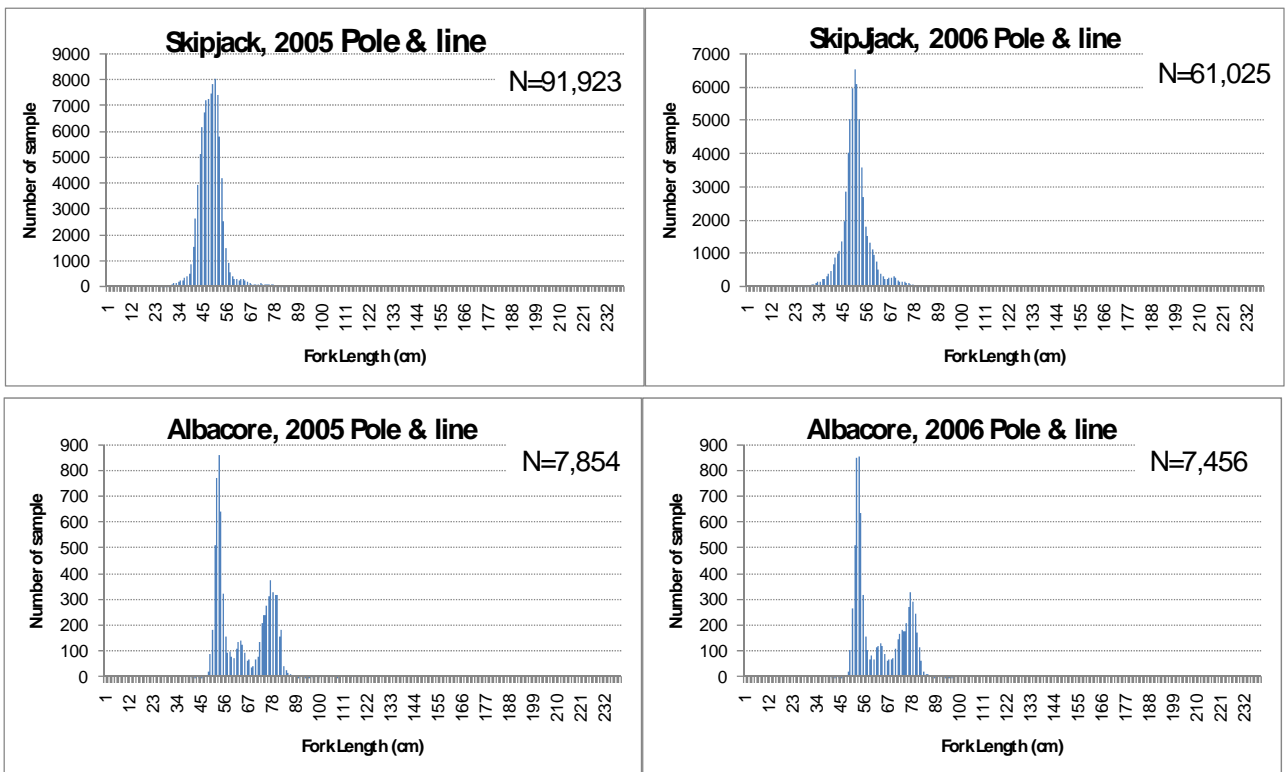 Skipjack, 2005 Pole & line
N=91,923
Number of sample
9000
8000
7000
6000
5000
4000
3000
2000
1000
0
1 12 23 34 45 56 67 78 89 100 111 122 133 144 155 166 177 188 199 210 221 232
Fork Length (cm)
SkipJjack, 2006 Pole & line
N=61,025
Number of sample
7000
6000
5000
4000
3000
2000
1000
0
1 12 23 34 45 56 67 78 89 100 111 122 133 144 155 166 177 188 199 210 221 232
Fork Length (cm)
Albacore, 2005 Pole & line
N=7,854
Number of sample
900
800
700
600
500
400
300
200
100
0
1 12 23 34 45 56 67 78 89 100 111 122 133 144 155 166 177 188 199 210 221 232
Fork Length (cm)
Albacore, 2006 Pole & line
N=7,456
Number of sample
900
800
700
600
500
400
300
200
100
0
1 12 23 34 45 56 67 78 89 100 111 122 133 144 155 166 177 188 199 210 221 232
Fork Length (cm)